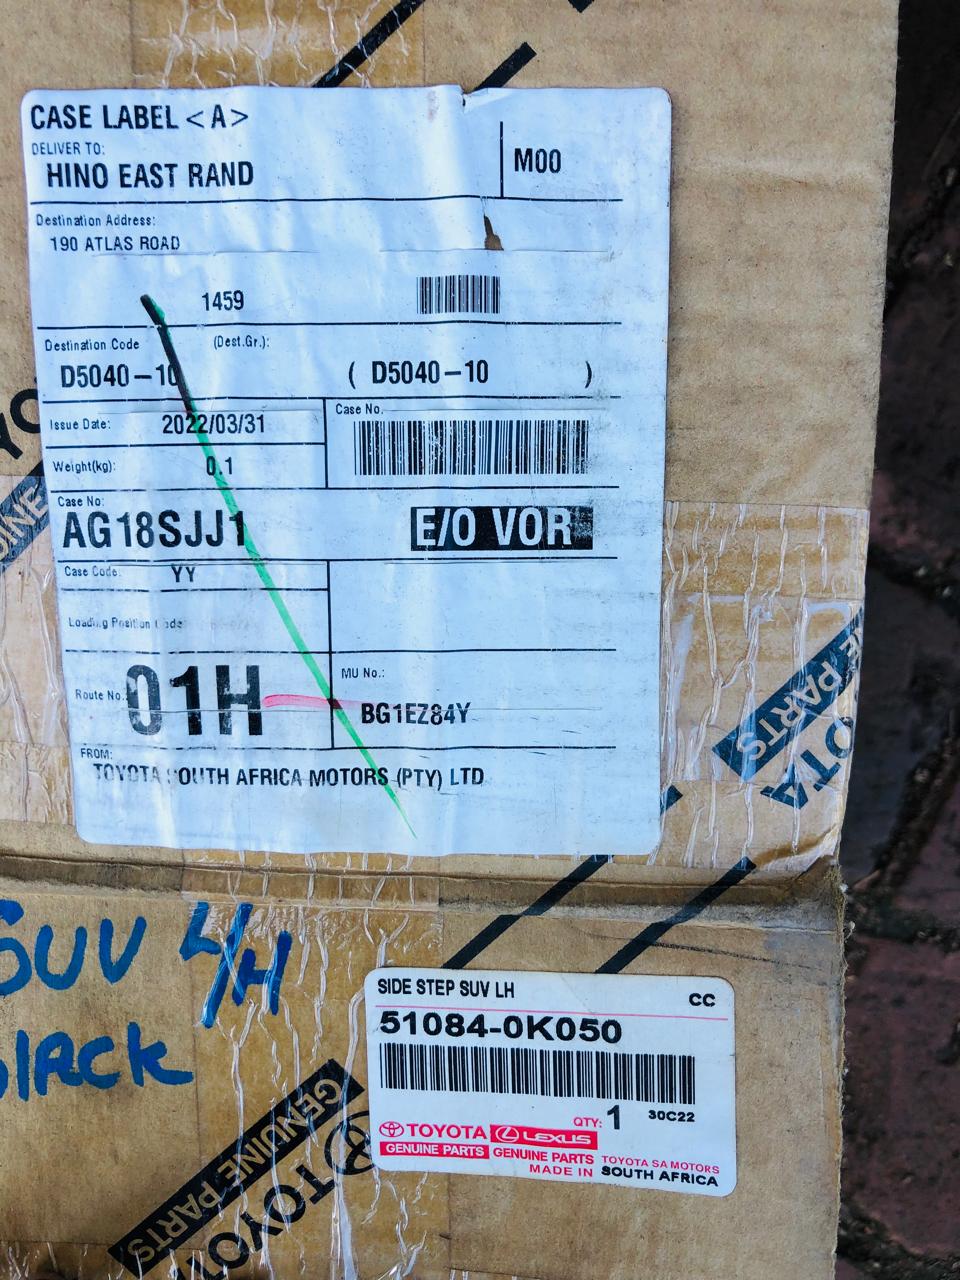 CASE LABEL <A>
DELIVER TO:
HINO EAST RAND
M00
Destination Address:
190 ATLAS ROAD
1459
Destination Code
(Dest.Gr.):
D5040-10
( D5040-10 )
Issue Date: 2022/03/31
Case No.
Weight(kg): 0.1
Case No:
AG18SJJ1
E/O VOR
Case Code: YY
Loading Position Code
Route No. 01H
MU No.:
BG1EZ84Y
FROM:
TOYOTA SOUTH AFRICA MOTORS (PTY) LTD
SUV L/H
black
SIDE STEP SUV LH
CC
51084-0K050
QTY: 1
30C22
TOYOTA LEXUS
GENUINE PARTS GENUINE PARTS
TOYOTA SA MOTORS
MADE IN SOUTH AFRICA
GENUINE PARTS
TOYOTA